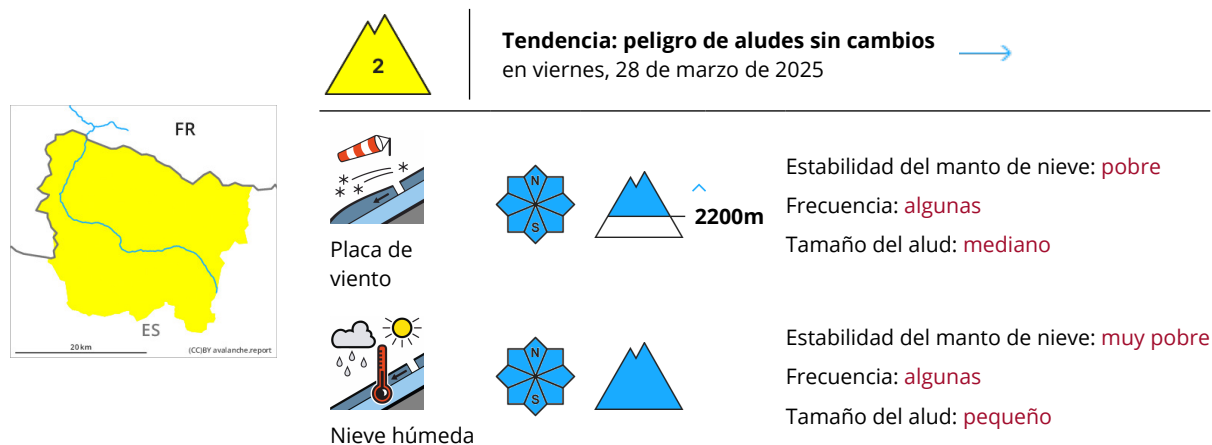 2
Tendencia: peligro de aludes sin cambios
en viernes, 28 de marzo de 2025
FR
ES
20 km
(CC)BY avalanche.report
N
S
2200m
Placa de
viento
Estabilidad del manto de nieve: pobre
Frecuencia: algunas
Tamaño del alud: mediano
N
S
Nieve húmeda
Estabilidad del manto de nieve: muy pobre
Frecuencia: algunas
Tamaño del alud: pequeño